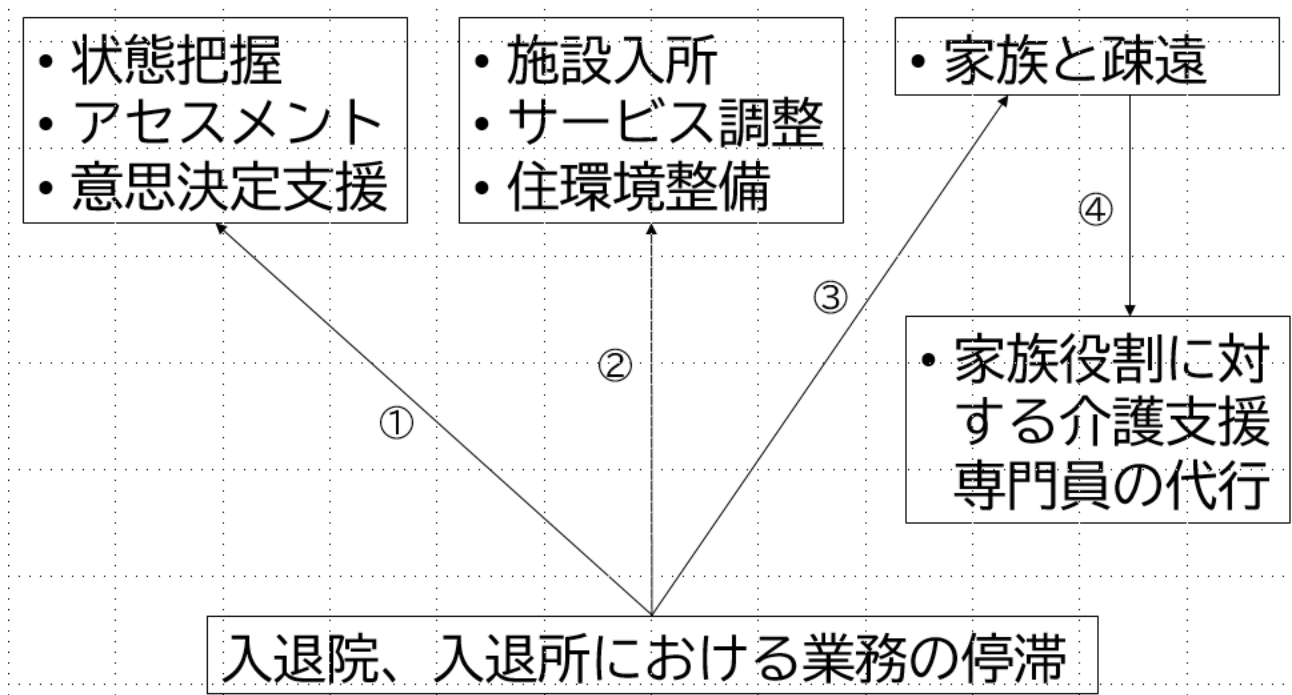 • 状態把握
• アセスメント
• 意思決定支援
• 施設入所
• サービス調整
• 住環境整備
• 家族と疎遠
④
③
②
①
• 家族役割に対
する介護支援
専門員の代行
入退院、入退所における業務の停滞